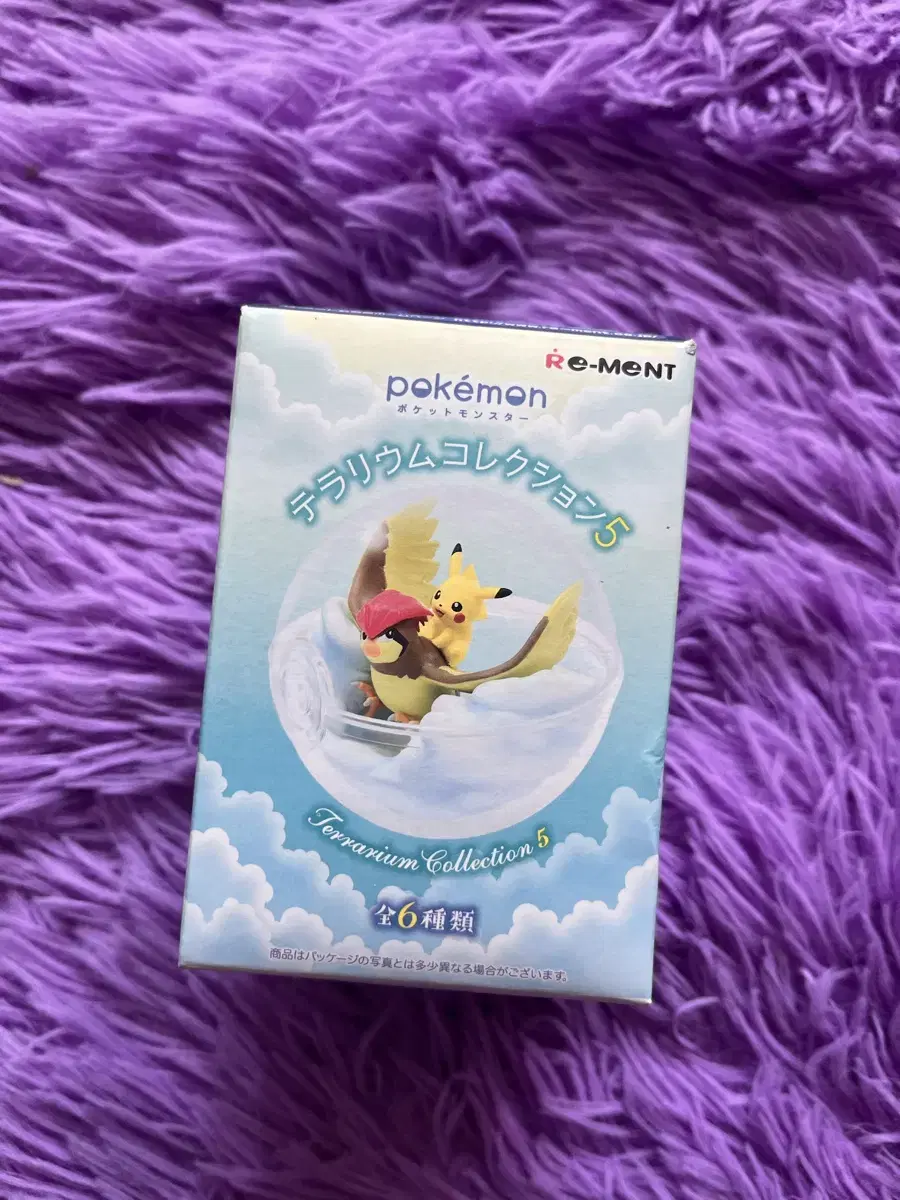 Re-MeNT
pokémon
ポケットモンスター
テラリウムコレクション5
Terrarium Collection 5
全6種類
商品はパッケージの写真とは多少異なる場合がございます。